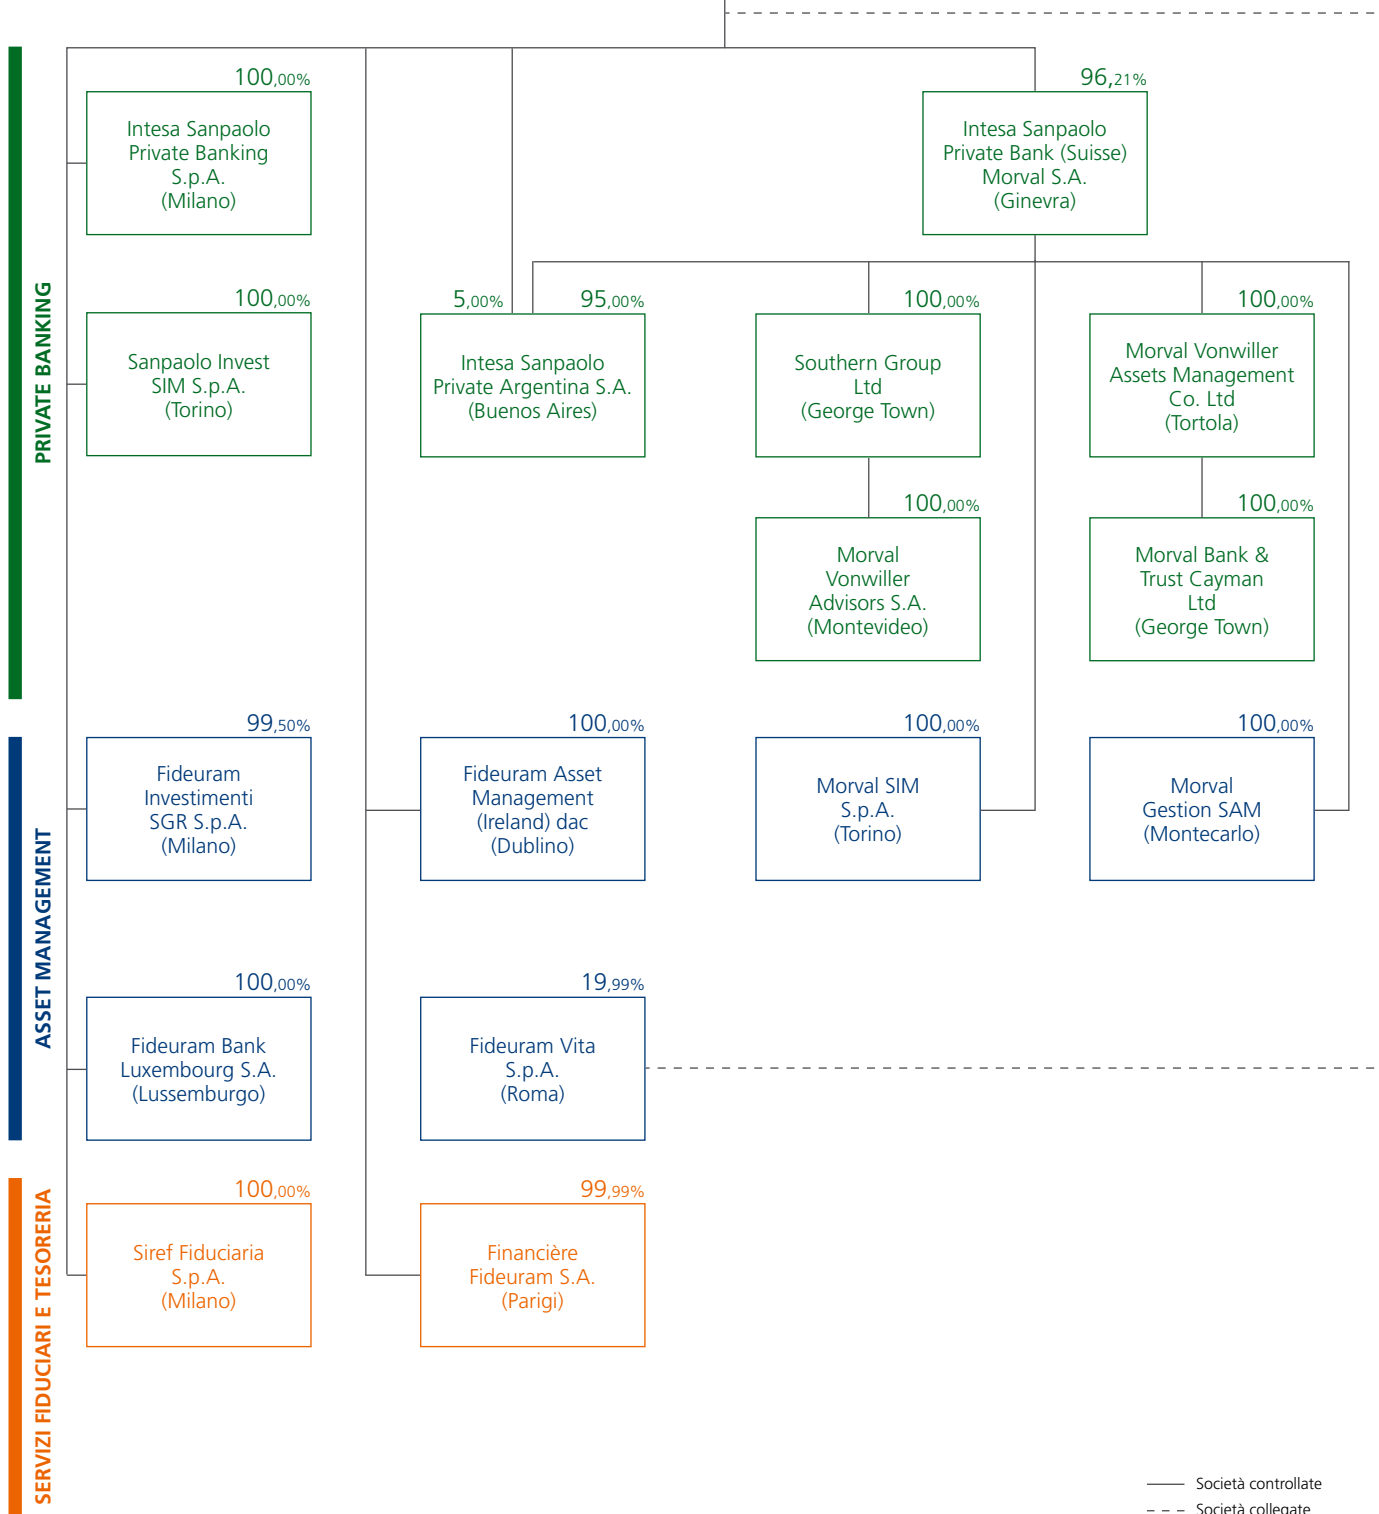 PRIVATE BANKING
100,00%
Intesa Sanpaolo
Private Banking
S.p.A.
(Milano)
96,21%
Intesa Sanpaolo
Private Bank (Suisse)
Morval S.A.
(Ginevra)
100,00%
Sanpaolo Invest
SIM S.p.A.
(Torino)
5,00%
95,00%
Intesa Sanpaolo
Private Argentina S.A.
(Buenos Aires)
100,00%
Southern Group
Ltd
(George Town)
100,00%
Morval Vonwiller
Assets Management
Co. Ltd
(Tortola)
100,00%
Morval
Vonwiller
Advisors S.A.
(Montevideo)
100,00%
Morval Bank &
Trust Cayman
Ltd
(George Town)
ASSET MANAGEMENT
99,50%
Fideuram
Investimenti
SGR S.p.A.
(Milano)
100,00%
Fideuram Asset
Management
(Ireland) dac
(Dublino)
100,00%
Morval SIM
S.p.A.
(Torino)
100,00%
Morval
Gestion SAM
(Montecarlo)
100,00%
Fideuram Bank
Luxembourg S.A.
(Lussemburgo)
19,99%
Fideuram Vita
S.p.A.
(Roma)
SERVIZI FIDUCIARI E TESORERIA
100,00%
Siref Fiduciaria
S.p.A.
(Milano)
99,99%
Financière
Fideuram S.A.
(Parigi)
Società controllate
Società collegate